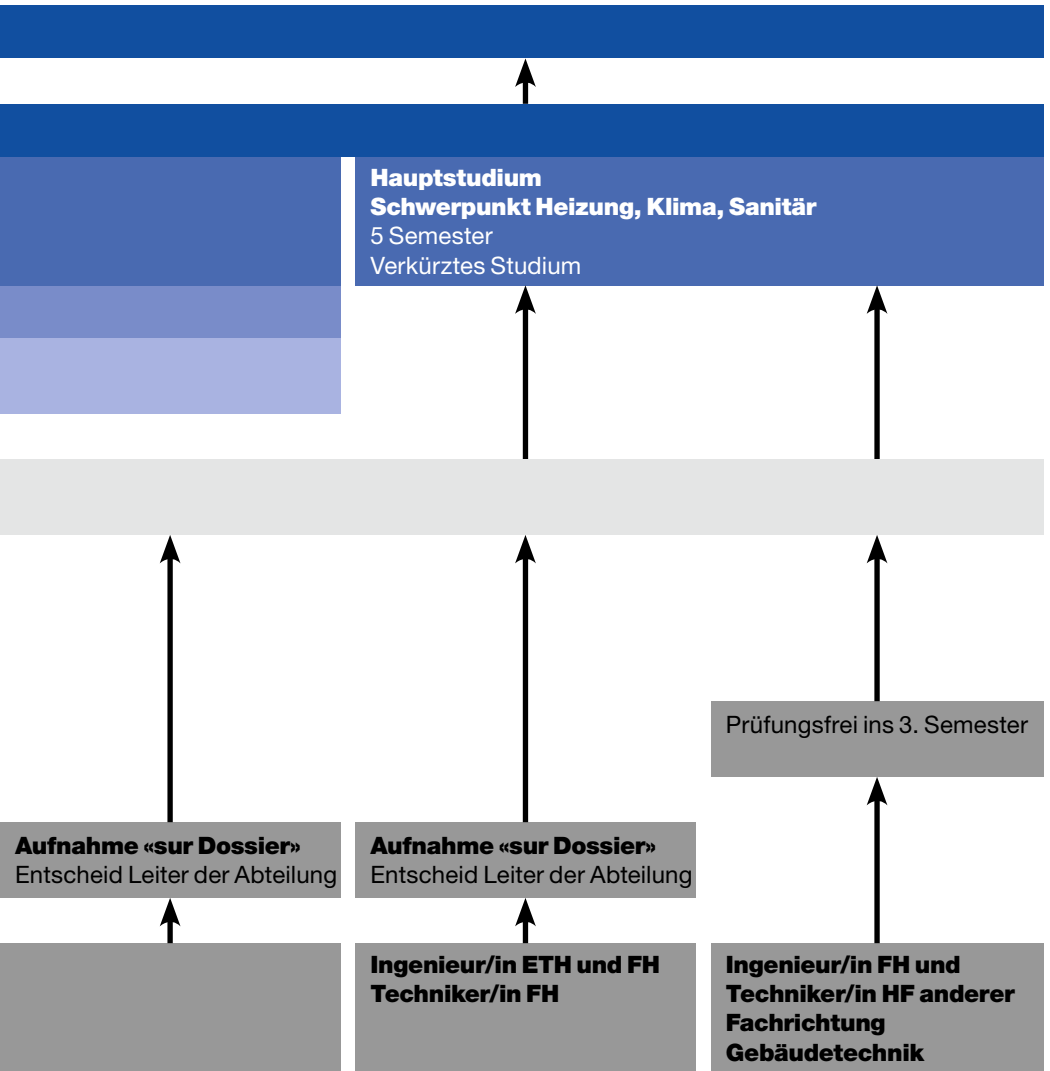 Hauptstudium
Schwerpunkt Heizung, Klima, Sanitär
5 Semester
Verkürztes Studium
Prüfungsfrei ins 3. Semester
Aufnahme «sur Dossier»
Entscheid Leiter der Abteilung
Aufnahme «sur Dossier»
Entscheid Leiter der Abteilung
Ingenieur/in ETH und FH
Techniker/in FH
Ingenieur/in FH und
Techniker/in HF anderer
Fachrichtung
Gebäudetechnik